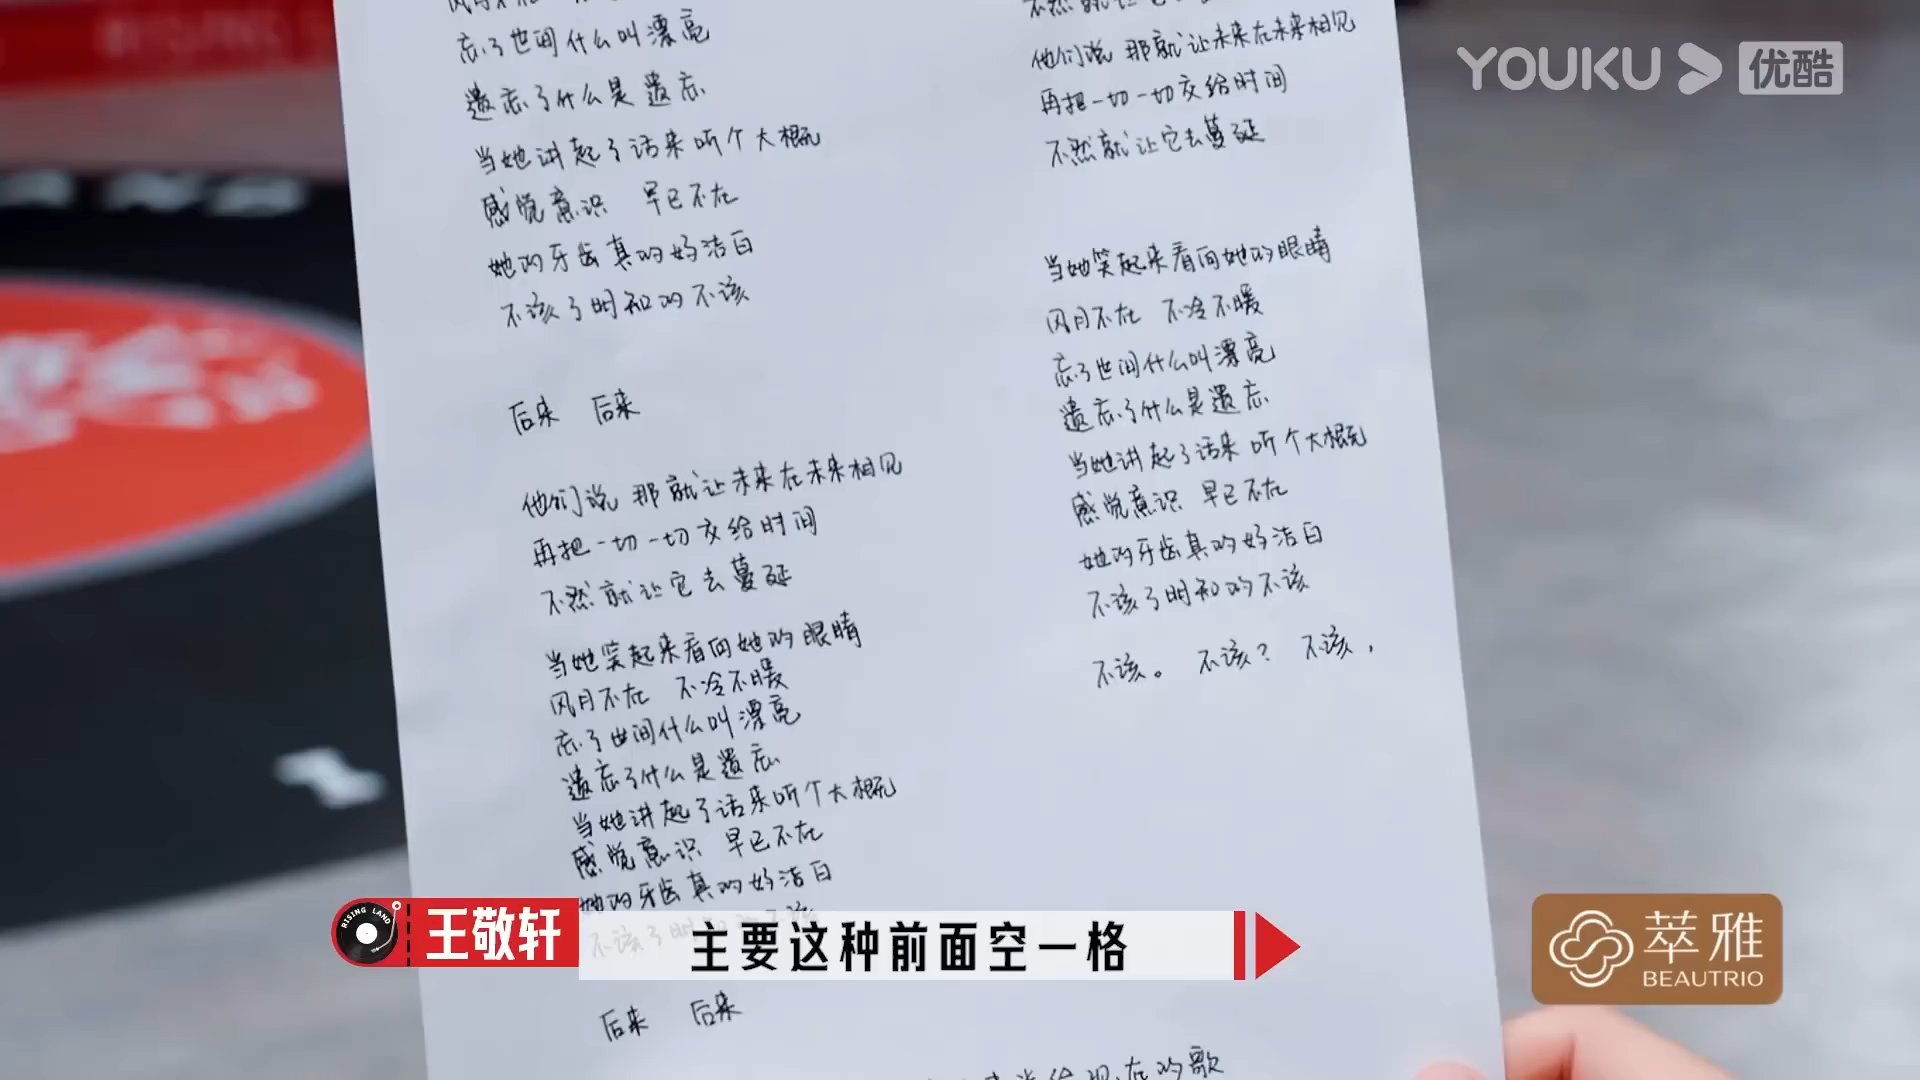 忘了世间什么叫漂亮
遗忘了什么是遗忘
当她讲起了话来听个大概
感觉意识 早已不在
她的牙齿真的好洁白
不该了明知的不该
后来 后来
他们说 那就让未来在未来相见
再把一切一切交给时间
不然就让它去蔓延
当她笑起来看向她的眼睛
风月不在 不冷不暖
忘了世间什么叫漂亮
遗忘了什么是遗忘
当她讲起了话来听个大概
感觉意识 早已不在
她的牙齿真的好洁白
后来 后来
不然就让它去
他们说 那就让未来在未来相见
再把一切一切交给时间
不然就让它去蔓延
当她笑起来看向她的眼睛
风月不在 不冷不暖
忘了世间什么叫漂亮
遗忘了什么是遗忘
当她讲起了话来 听个大概
感觉意识 早已不在
她的牙齿真的好洁白
不该了明知的不该
不该。 不该? 不该,
YOUKU 优酷
RISING LAND
王敬轩
主要这种前面空一格
萃雅
BEAUTRIO